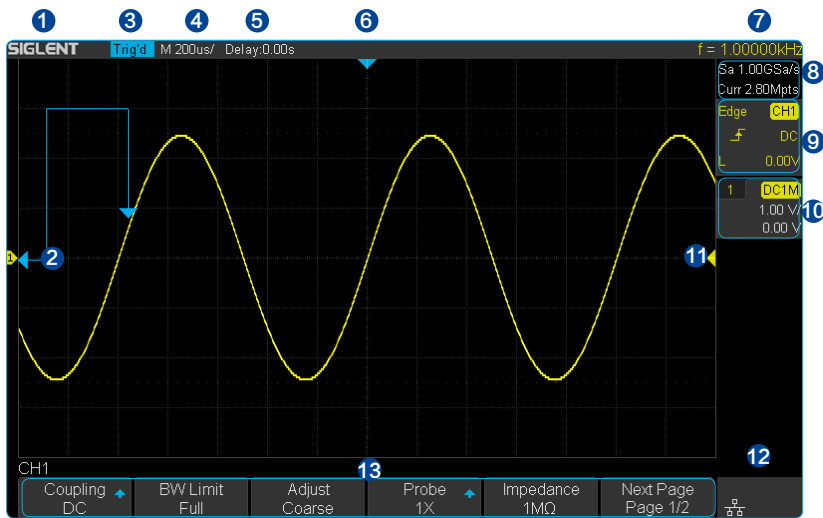 1 3 4 5 6 7
SIGLENT Trig'd M 200us/ Delay:0.00s f = 1.00000kHz
Sa 1.00GSa/s 8
Curr 2.80Mpts
Edge CH1
DC 9
L 0.00V
1 DC1M
1.00 V/ 10
0.00 V
1 2 11
12
CH1 13
Coupling BW Limit Adjust Probe Impedance Next Page
DC Full Coarse 1X 1MΩ Page 1/2